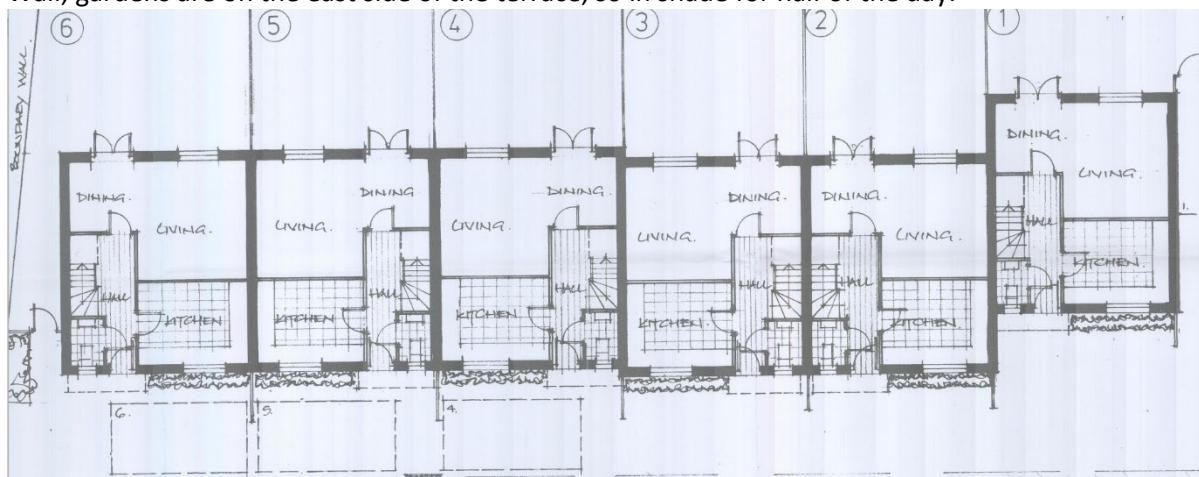 Wall, gardens are on the east side of the terrace, so in shade for half of the day.
6 5 4 3 2 1
BOUNDARY WALL.
DINING.
LIVING.
HALL
KITCHEN
DINING
LIVING.
HALL
KITCHEN
DINING.
LIVING.
HALL
KITCHEN.
DINING.
LIVING.
HALL
KITCHEN.
DINING.
LIVING.
HALL
KITCHEN.
DINING.
LIVING.
HALL
KITCHEN.
1.
6.
5.
4.